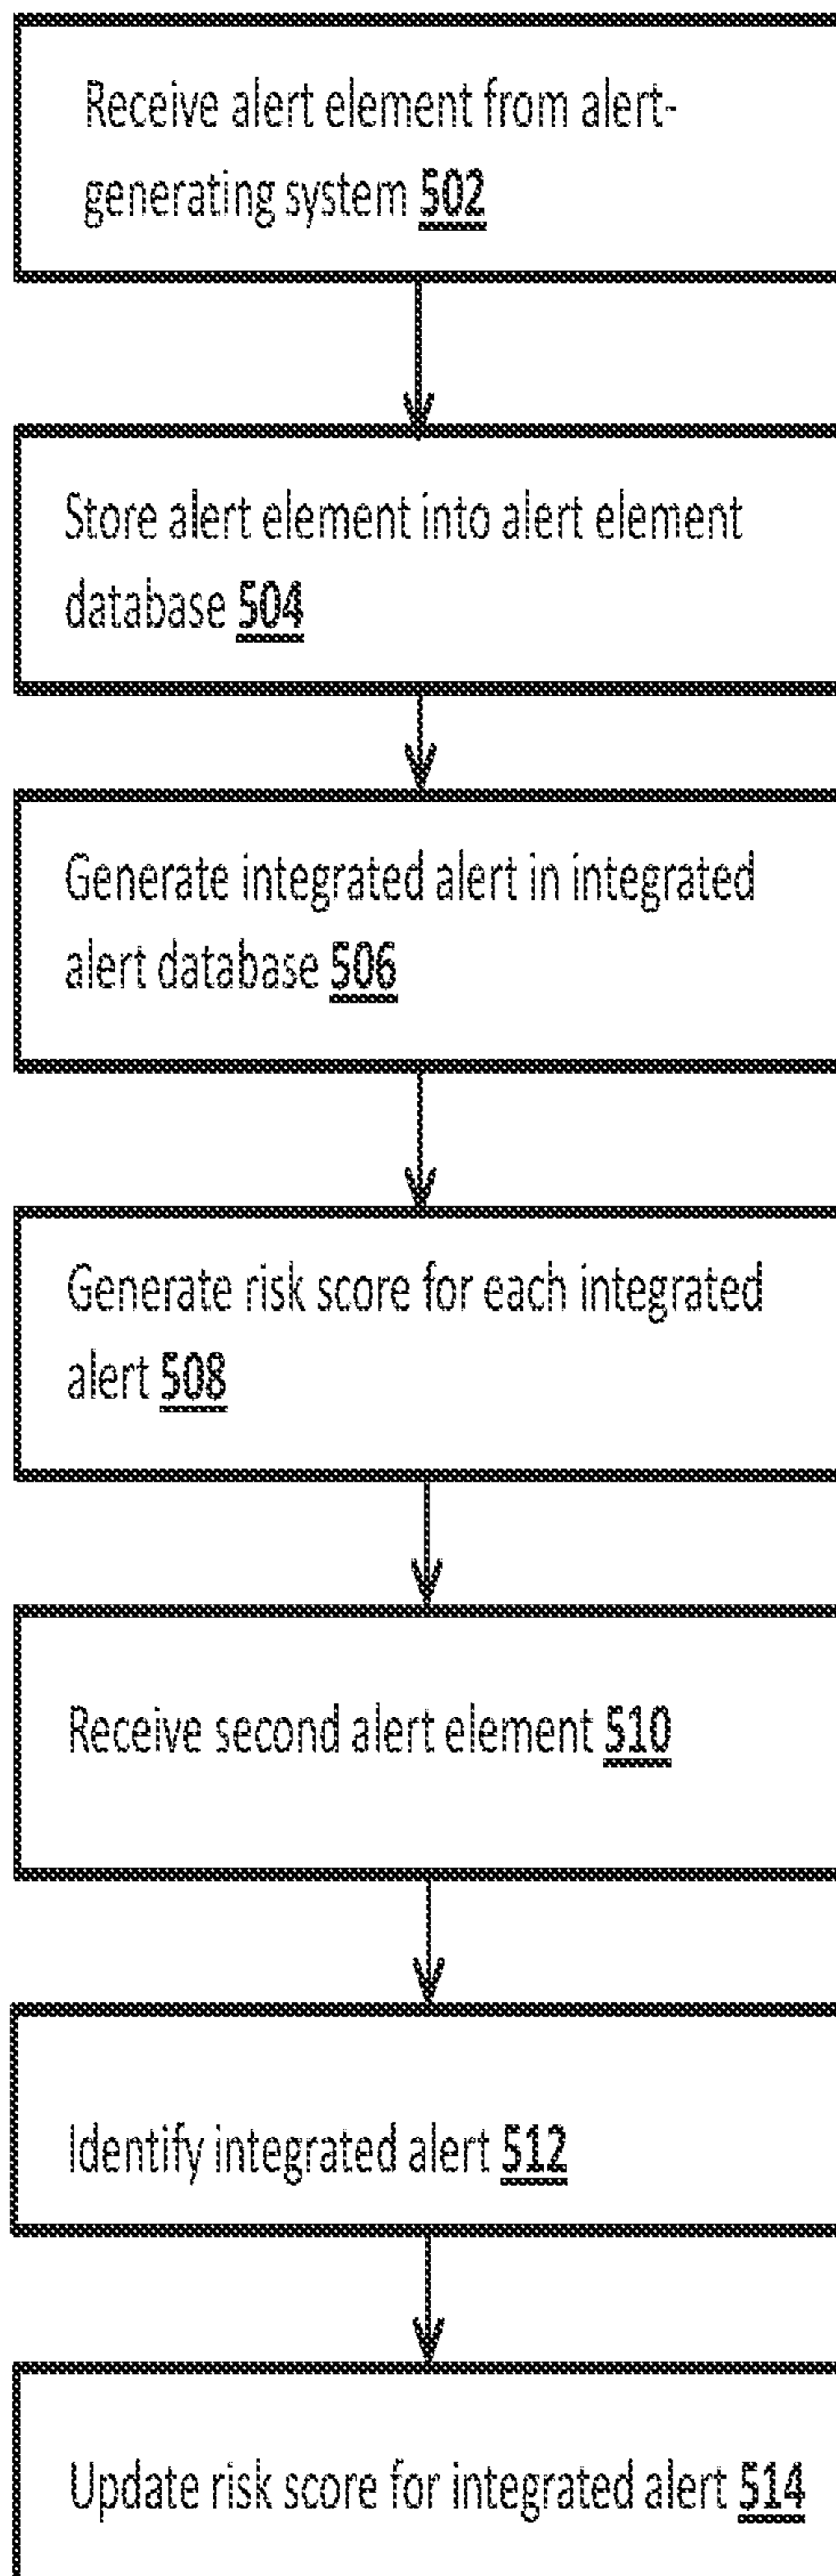 Receive alert element from alert-
generating system 502
Store alert element into alert element
database 504
Generate integrated alert in integrated
alert database 506
Generate risk score for each integrated
alert 508
Receive second alert element 510
Identify integrated alert 512
Update risk score for integrated alert 514